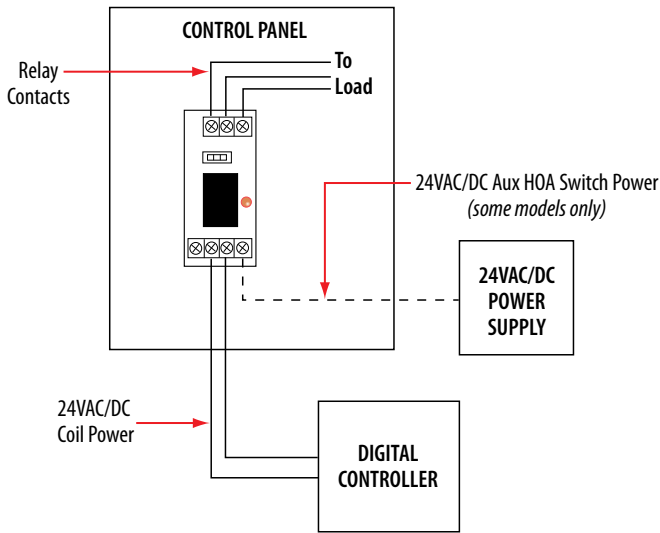 CONTROL PANEL
To
Load
Relay
Contacts
24VAC/DC Aux HOA Switch Power
(some models only)
24VAC/DC
POWER
SUPPLY
24VAC/DC
Coil Power
DIGITAL
CONTROLLER